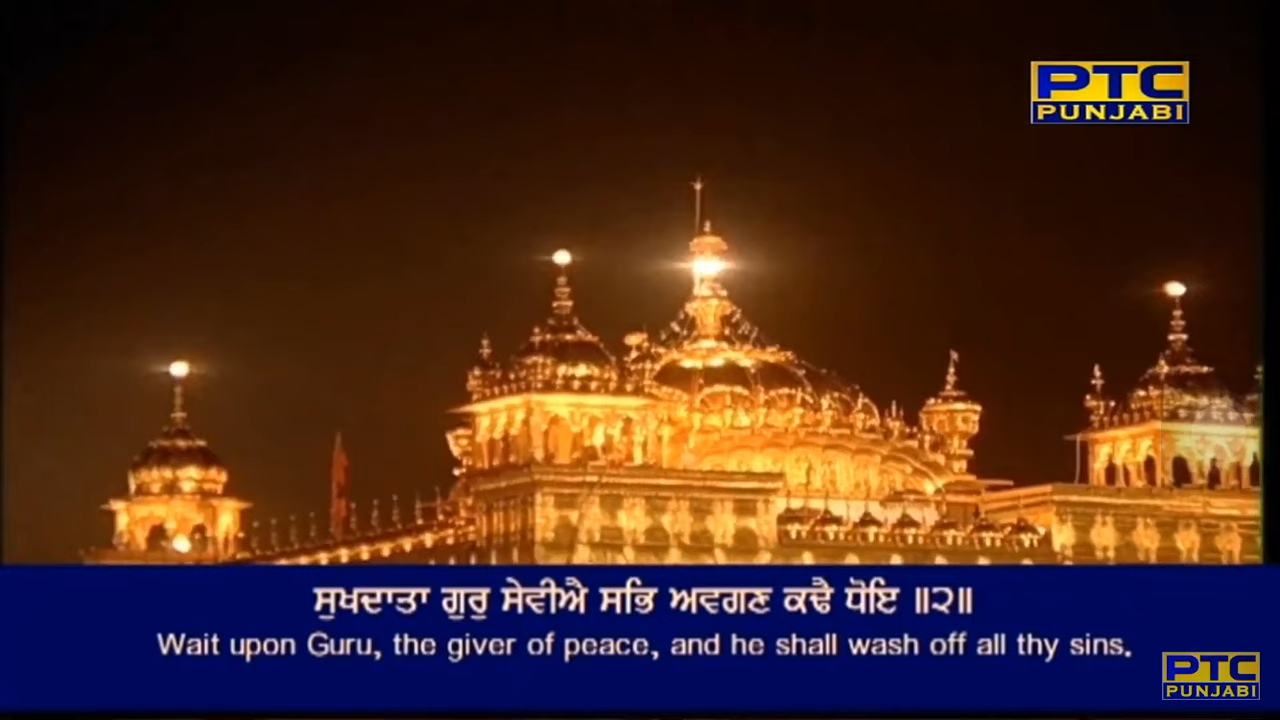 PTC
PUNJABI
ਸੁਖਦਾਤਾ ਗੁਰੁ ਸੇਵੀਐ ਸਭਿ ਅਵਗਣ ਕਢੈ ਧੋਇ ॥੨॥
Wait upon Guru, the giver of peace, and he shall wash off all thy sins.
PTC
PUNJABI